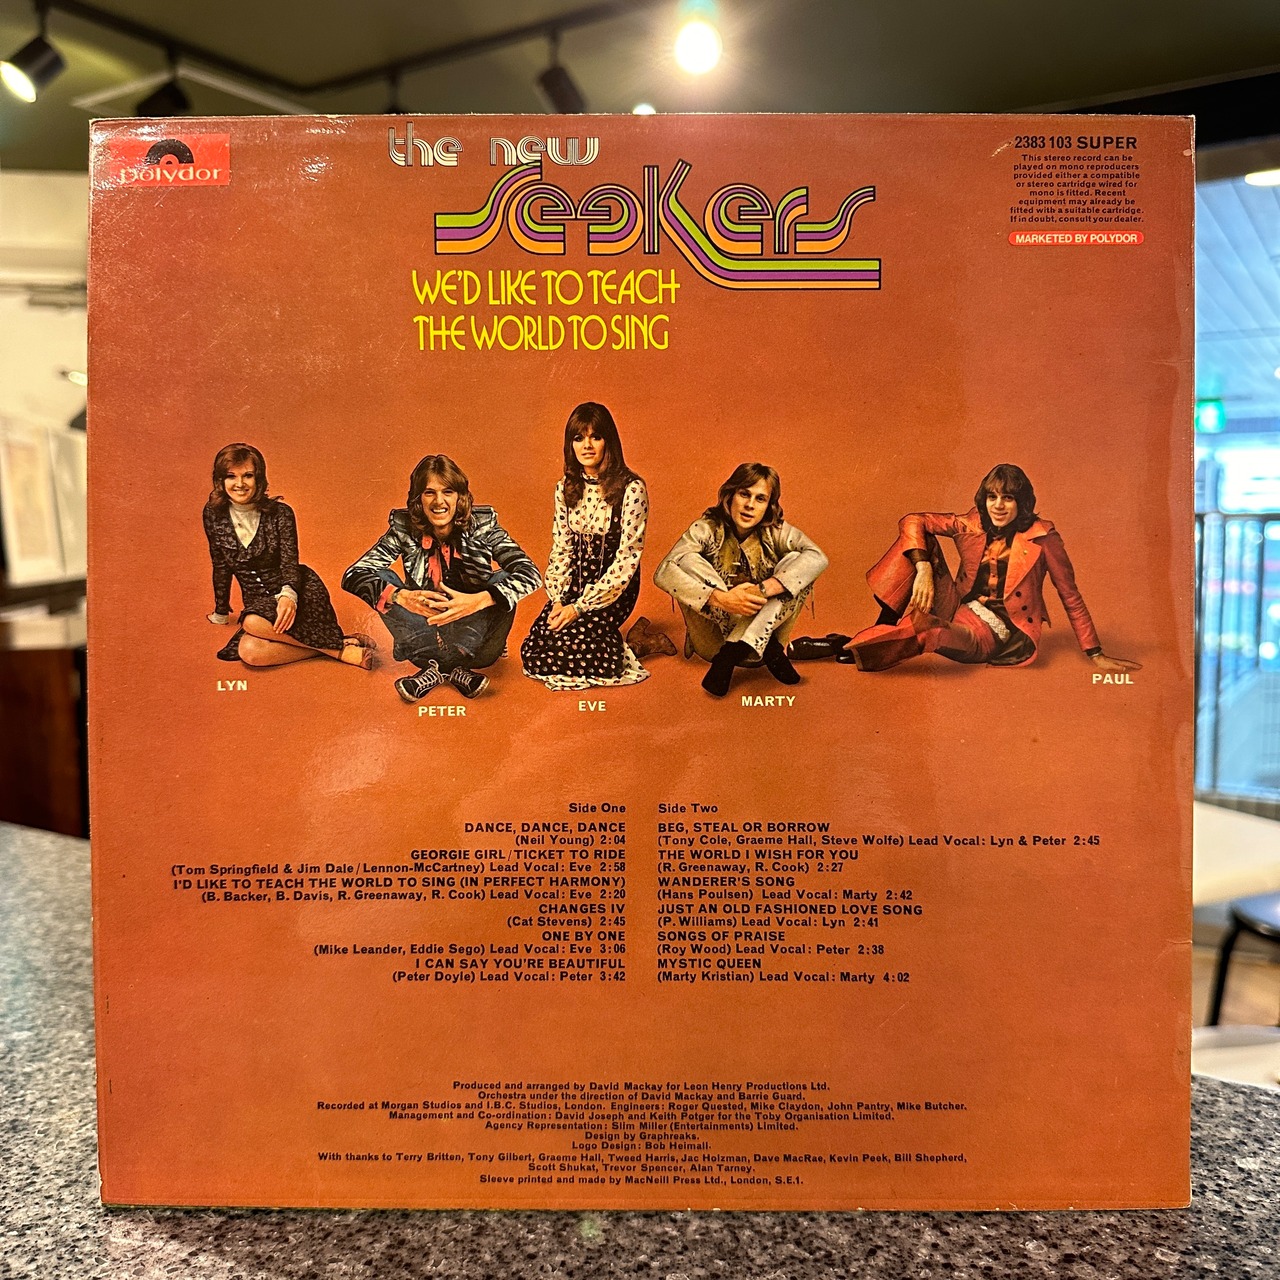 polydor
the new
Seekers
WE'D LIKE TO TEACH
THE WORLD TO SING
2383 103 SUPER
This stereo record can be
played on mono reproducers
provided either a compatible
or stereo cartridge wired for
mono is fitted. Recent
equipment may already be
fitted with a suitable cartridge.
If in doubt, consult your dealer.
MARKETED BY POLYDOR
LYN
PETER
EVE
MARTY
PAUL
Side One
DANCE, DANCE, DANCE
(Neil Young) 2:04
GEORGIE GIRL/TICKET TO RIDE
(Tom Springfield & Jim Dale/Lennon-McCartney) Lead Vocal: Eve 2:58
I'D LIKE TO TEACH THE WORLD TO SING (IN PERFECT HARMONY)
(B. Backer, B. Davis, R. Greenaway, R. Cook) Lead Vocal: Eve 2:20
CHANGES IV
(Cat Stevens) 2:45
ONE BY ONE
(Mike Leander, Eddie Sego) Lead Vocal: Eve 3:06
I CAN SAY YOU'RE BEAUTIFUL
(Peter Doyle) Lead Vocal: Peter 3:42
Side Two
BEG, STEAL OR BORROW
(Tony Cole, Graeme Hall, Steve Wolfe) Lead Vocal: Lyn & Peter 2:45
THE WORLD I WISH FOR YOU
(R. Greenaway, R. Cook) 2:27
WANDERER'S SONG
(Hans Poulsen) Lead Vocal: Marty 2:42
JUST AN OLD FASHIONED LOVE SONG
(P. Williams) Lead Vocal: Lyn 2:41
SONGS OF PRAISE
(Roy Wood) Lead Vocal: Peter 2:38
MYSTIC QUEEN
(Marty Kristian) Lead Vocal: Marty 4:02
Produced and arranged by David Mackay for Leon Henry Productions Ltd.
Orchestra under the direction of David Mackay and Barrie Guard.
Recorded at Morgan Studios and I.B.C. Studios, London. Engineers: Roger Quested, Mike Claydon, John Pantry, Mike Butcher.
Management and Co-ordination: David Joseph and Keith Potger for the Toby Organisation Limited.
Agency Representation: Slim Miller (Entertainments) Limited.
Design by Graphreaks.
Logo Design: Bob Heimall.
With thanks to Terry Britten, Tony Gilbert, Graeme Hall, Tweed Harris, Jac Holzman, Dave MacRae, Kevin Peek, Bill Shepherd,
Scott Shukat, Trevor Spencer, Alan Tarney.
Sleeve printed and made by MacNeill Press Ltd., London, S.E.1.